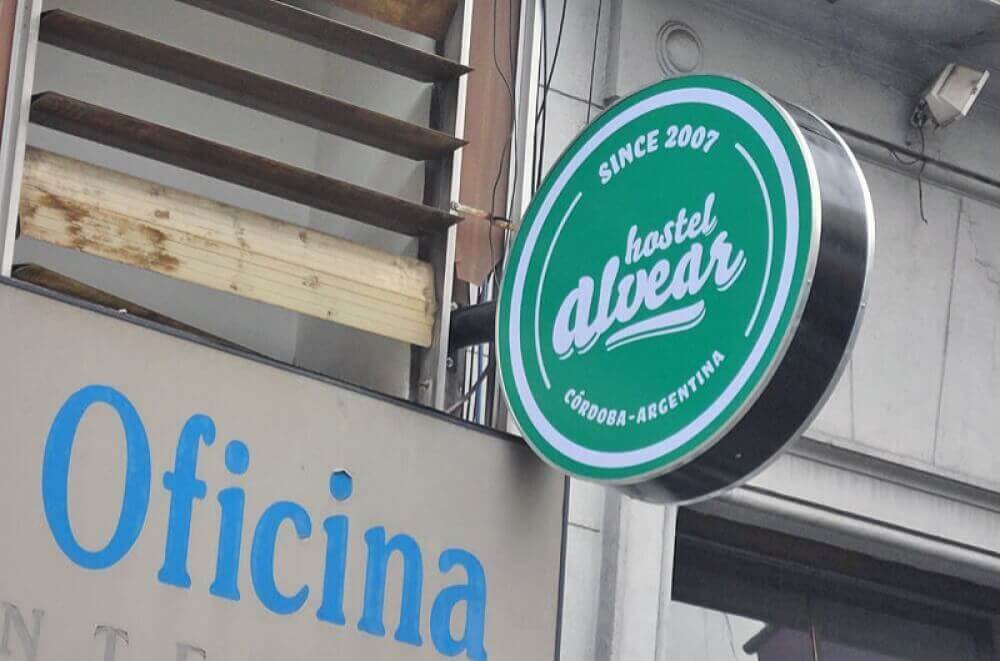 SINCE 2007
hostel
alvear
CÓRDOBA-ARGENTINA
Oficina